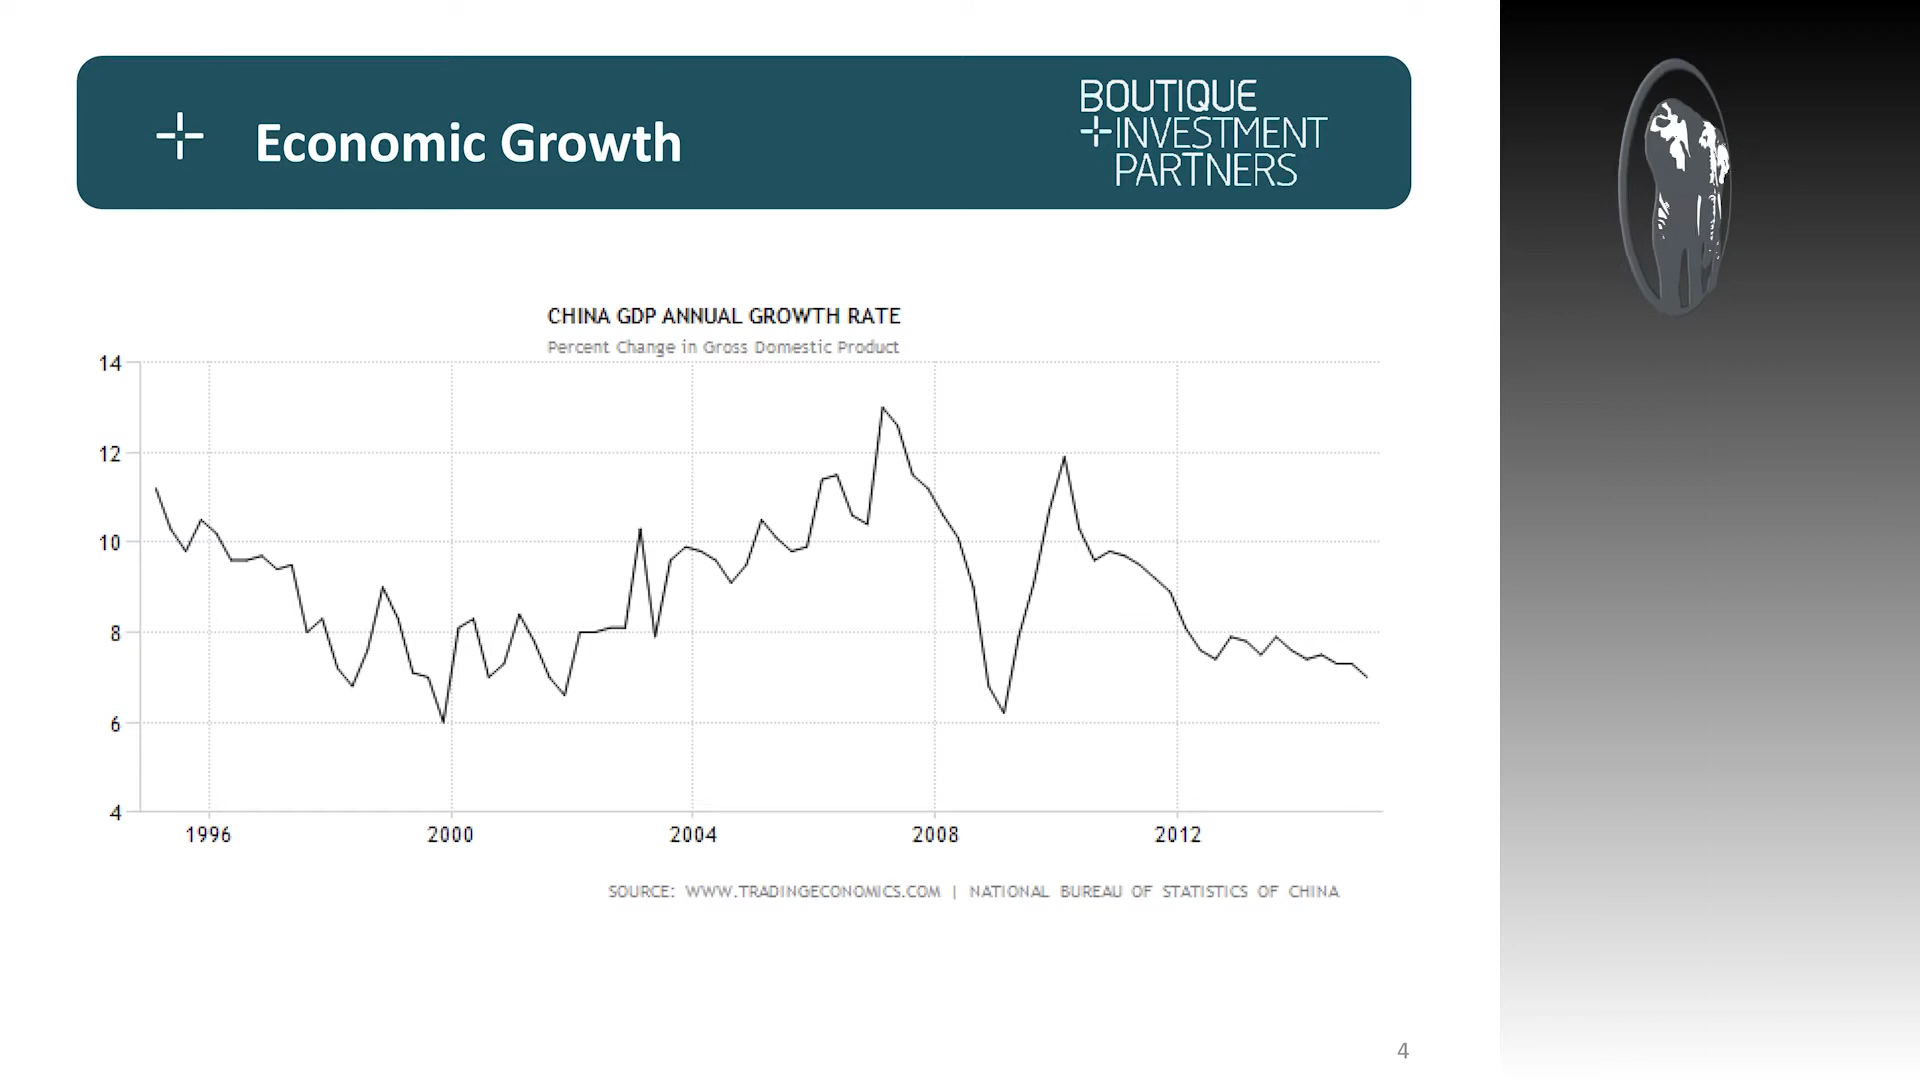 Economic Growth
BOUTIQUE
INVESTMENT
PARTNERS
CHINA GDP ANNUAL GROWTH RATE
Percent Change in Gross Domestic Product
14
12
10
8
6
4
1996 2000 2004 2008 2012
SOURCE: WWW.TRADINGECONOMICS.COM | NATIONAL BUREAU OF STATISTICS OF CHINA
4